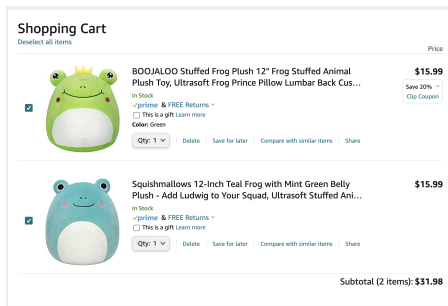 Shopping Cart
Deselect all items
Price
BOOJALOO Stuffed Frog Plush 12" Frog Stuffed Animal
Plush Toy, Ultrasoft Frog Prince Pillow Lumbar Back Cus...
$15.99
Save 20%
Clip Coupon
In Stock
prime & FREE Returns
This is a gift Learn more
Color: Green
Qty: 1
Delete
Save for later
Compare with similar items
Share
Squishmallows 12-Inch Teal Frog with Mint Green Belly
Plush - Add Ludwig to Your Squad, Ultrasoft Stuffed Ani...
$15.99
In Stock
prime & FREE Returns
This is a gift Learn more
Qty: 1
Delete
Save for later
Compare with similar items
Share
Subtotal (2 items): $31.98